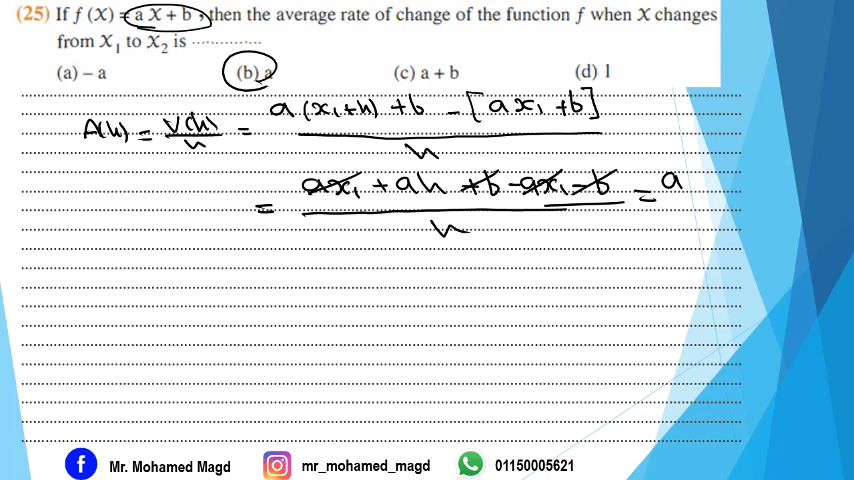 (25) If f (X) = a X + b , then the average rate of change of the function f when X changes
from X₁ to X₂ is ..............
(a) – a (b) a (c) a + b (d) 1
A(h) = V(h)/h = a(x₁+h) + b - [ax₁ + b] / h
= ax₁ + ah + b - ax₁ - b / h = a
Mr. Mohamed Magd mr_mohamed_magd 01150005621